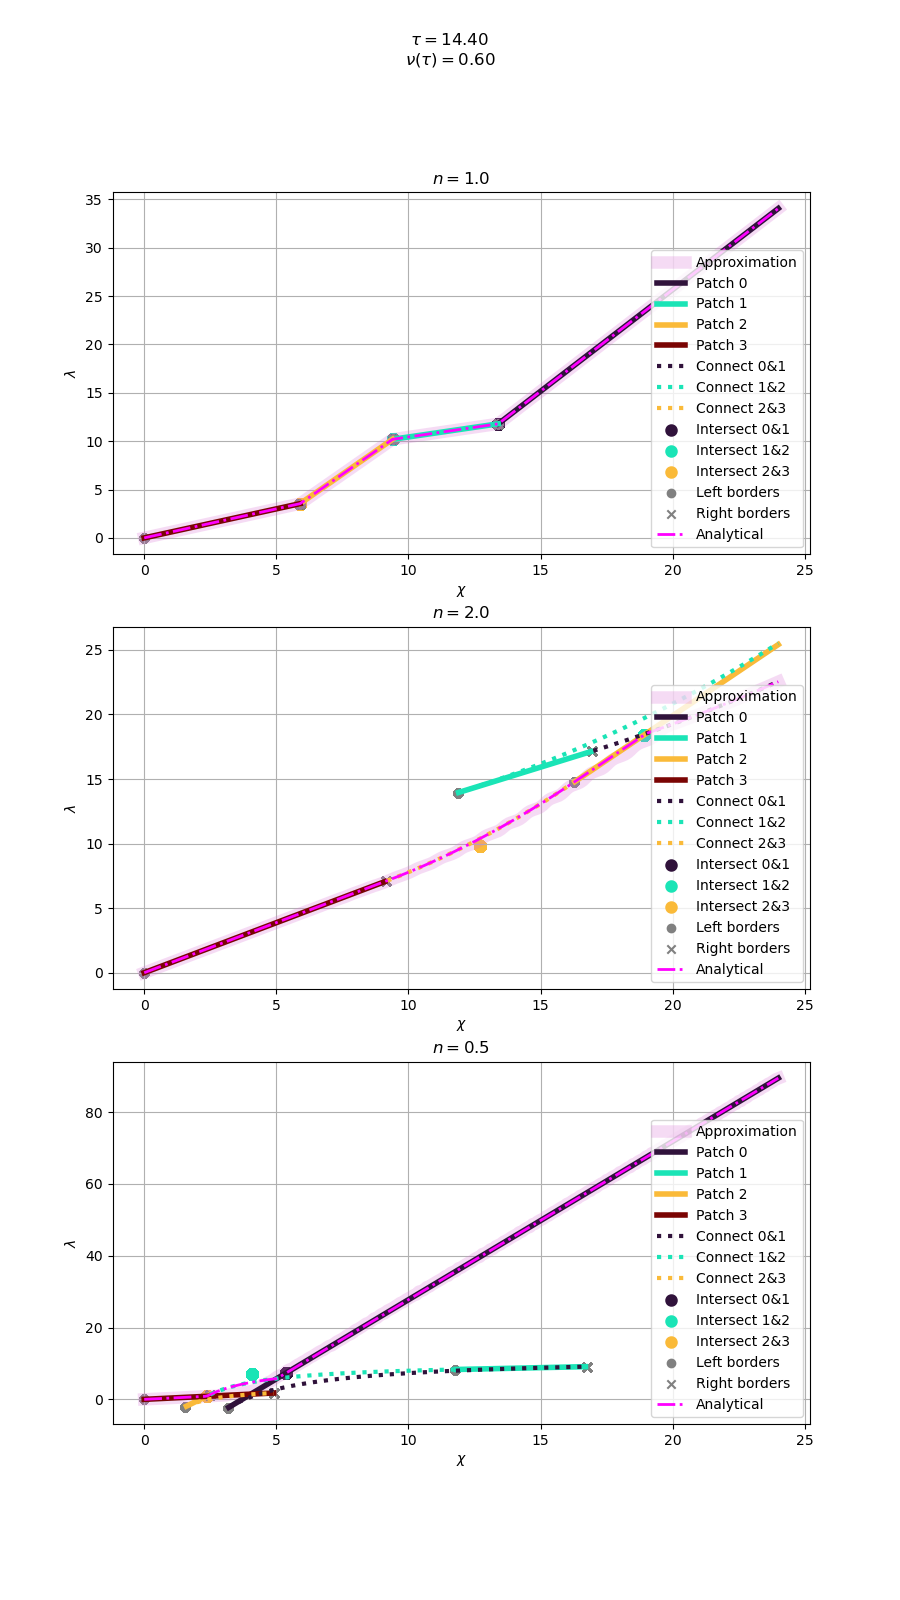 τ = 14.40
ν(τ) = 0.60
n = 1.0
35
30
25
20
15
10
5
0
λ
0 5 10 15 20 25
χ
Approximation
Patch 0
Patch 1
Patch 2
Patch 3
Connect 0&1
Connect 1&2
Connect 2&3
Intersect 0&1
Intersect 1&2
Intersect 2&3
Left borders
Right borders
Analytical
n = 2.0
25
20
15
10
5
0
λ
0 5 10 15 20 25
χ
Approximation
Patch 0
Patch 1
Patch 2
Patch 3
Connect 0&1
Connect 1&2
Connect 2&3
Intersect 0&1
Intersect 1&2
Intersect 2&3
Left borders
Right borders
Analytical
n = 0.5
80
60
40
20
0
λ
0 5 10 15 20 25
χ
Approximation
Patch 0
Patch 1
Patch 2
Patch 3
Connect 0&1
Connect 1&2
Connect 2&3
Intersect 0&1
Intersect 1&2
Intersect 2&3
Left borders
Right borders
Analytical